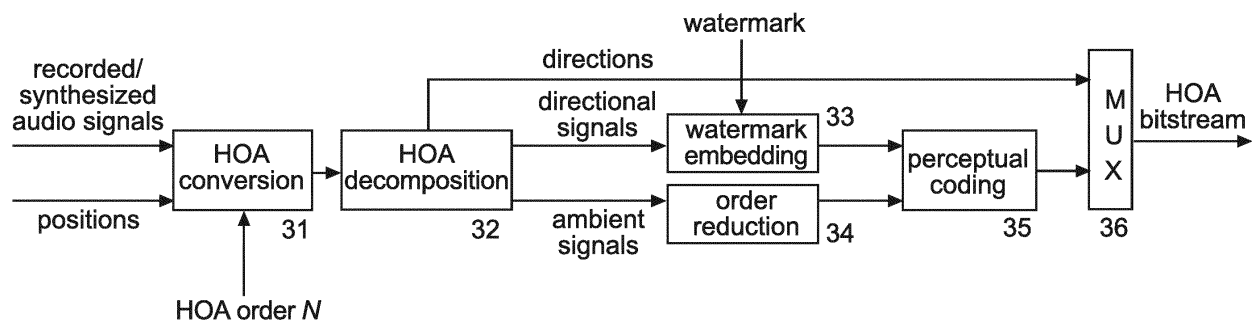 watermark
recorded/
synthesized
audio signals
directions
directional
signals
HOA
conversion
31
HOA
decomposition
32
watermark
embedding
33
perceptual
coding
35
M
U
X
36
HOA
bitstream
positions
ambient
signals
order
reduction
34
HOA order N